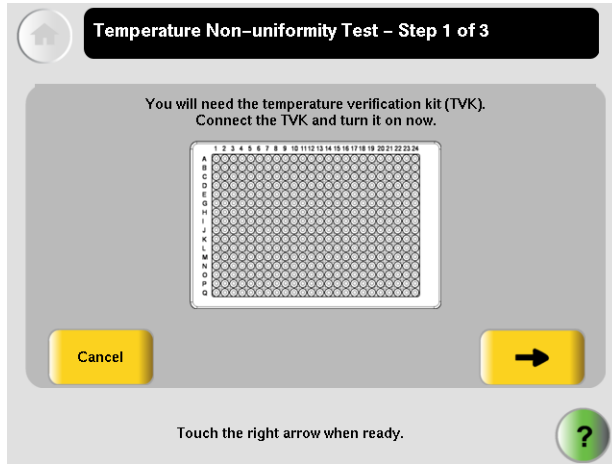 Temperature Non-uniformity Test - Step 1 of 3
You will need the temperature verification kit (TVK).
Connect the TVK and turn it on now.
1 2 3 4 5 6 7 8 9 10 11 12 13 14 15 16 17 18 19 20 21 22 23 24
A
B
C
D
E
G
H
I
J
K
L
M
N
O
P
Q
Cancel
Touch the right arrow when ready.
?